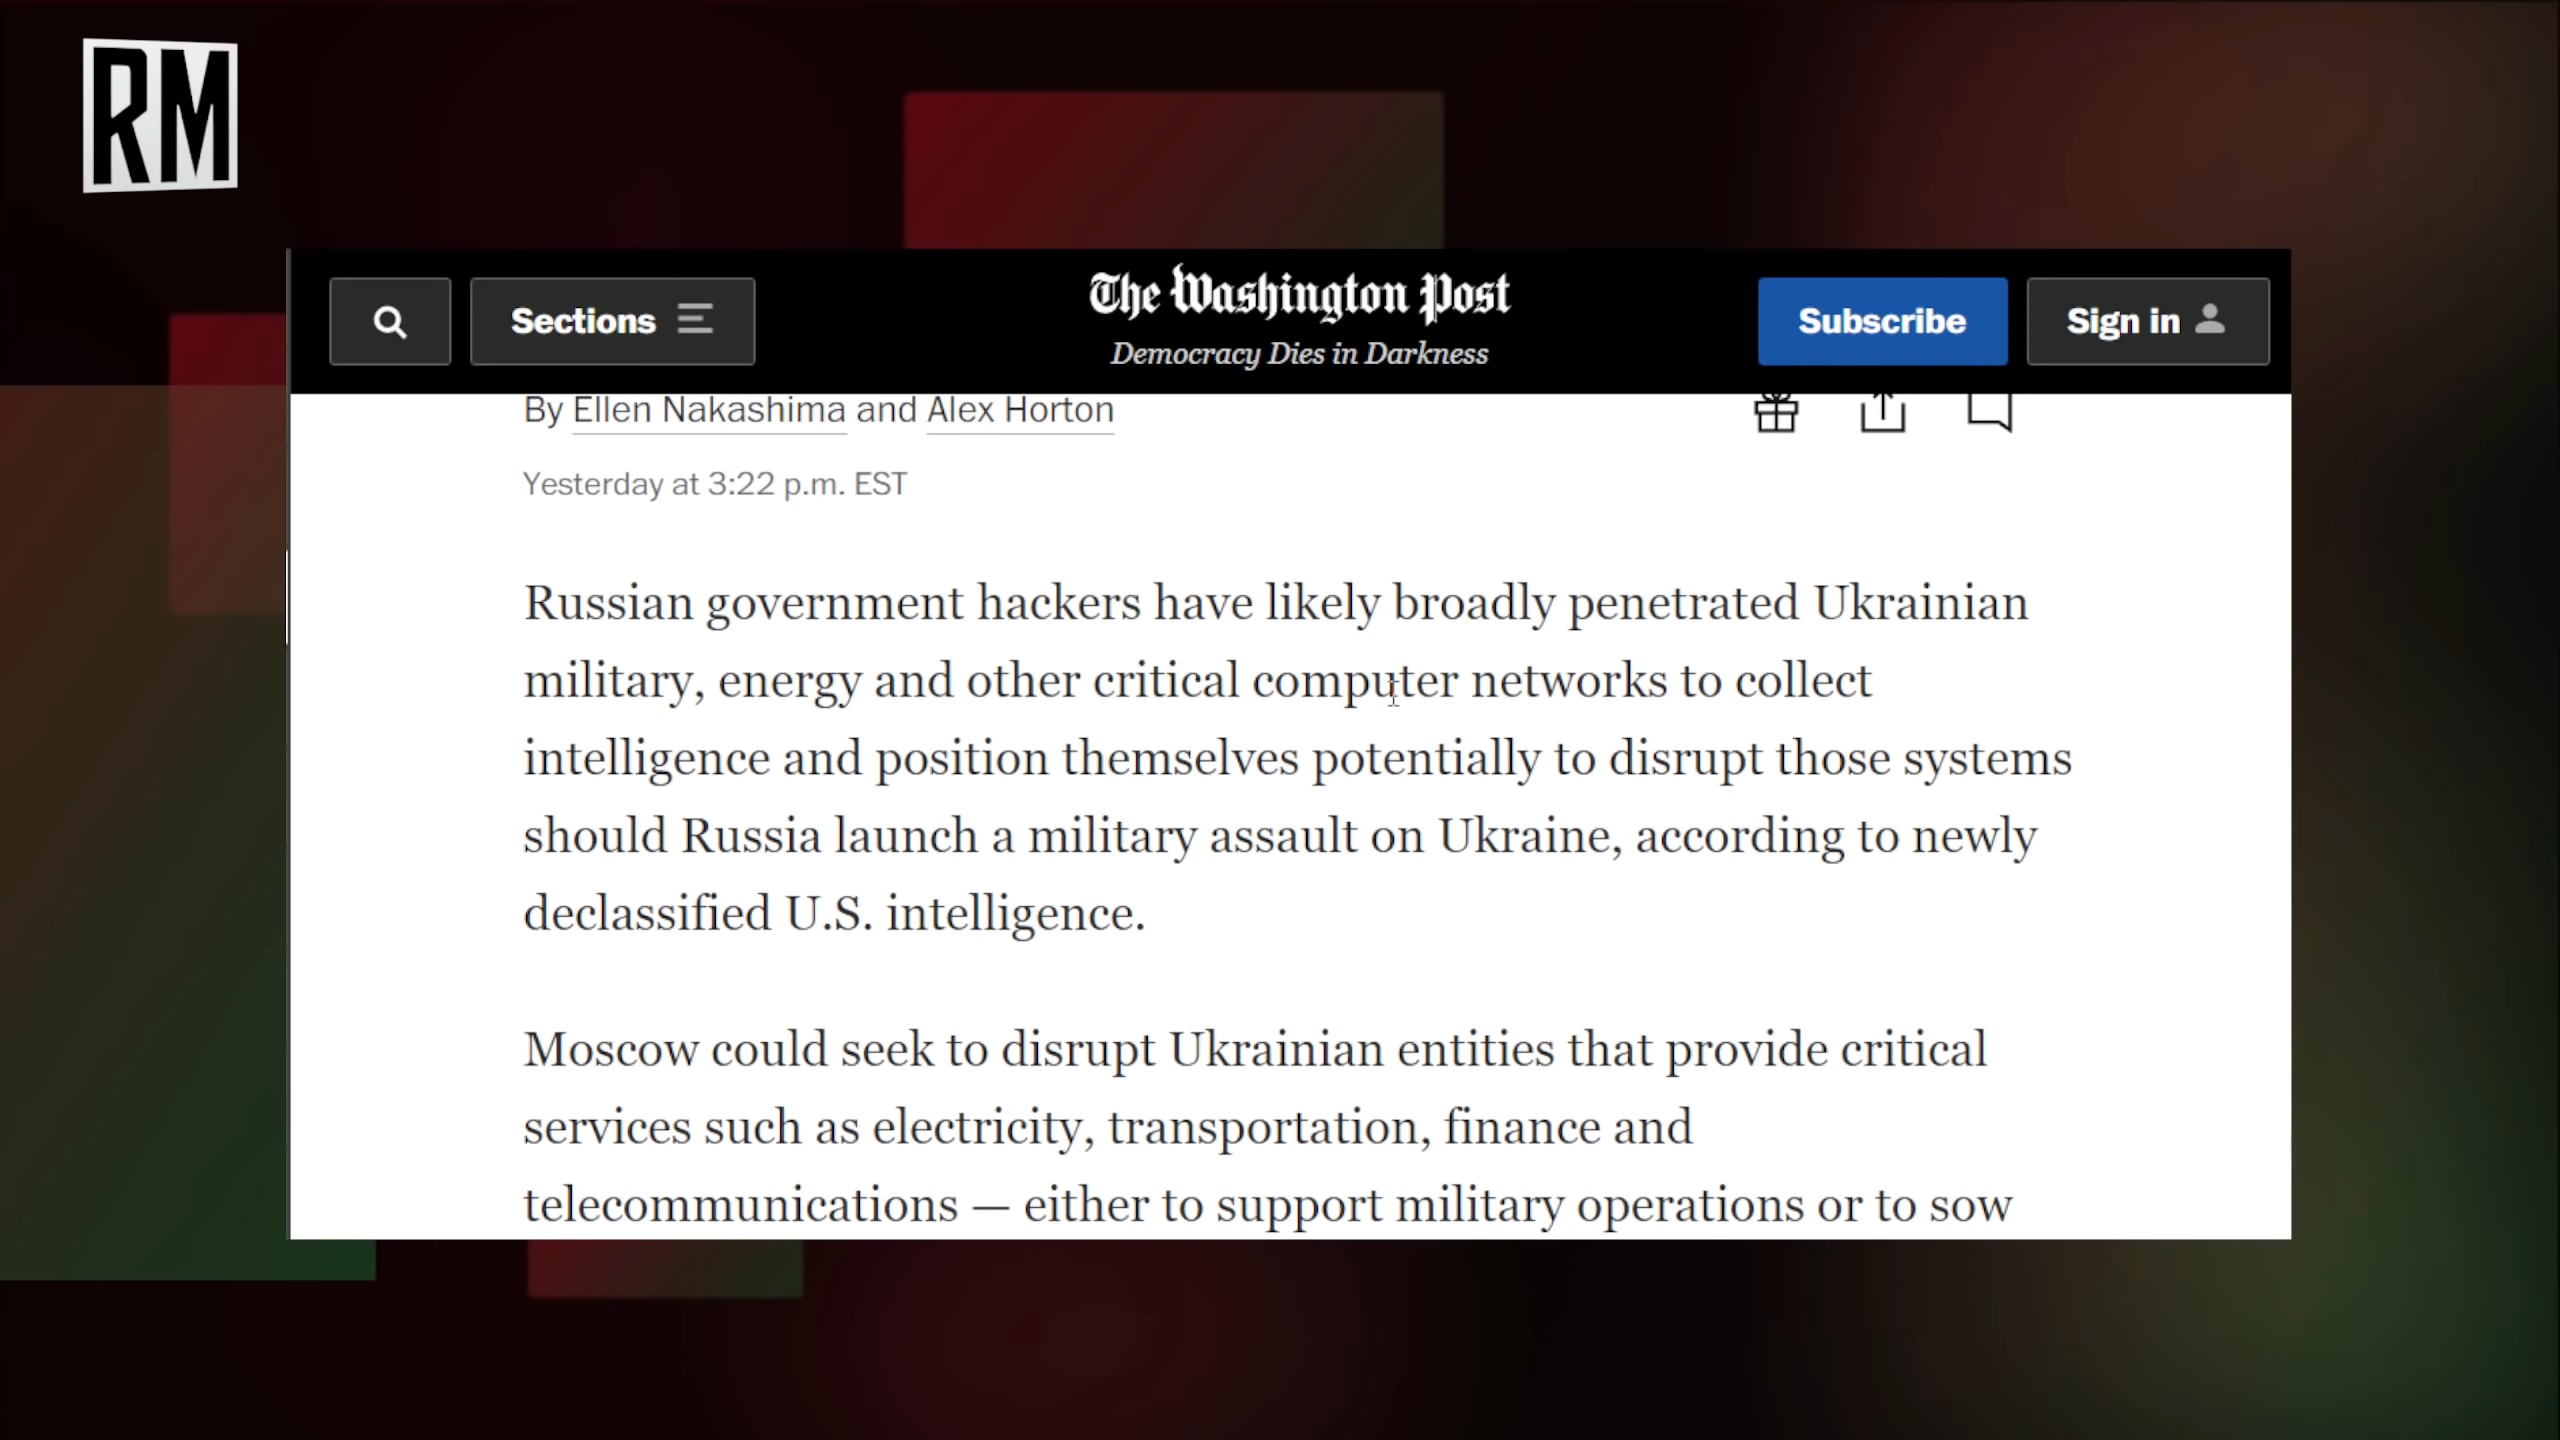 RM
Sections
The Washington Post
Democracy Dies in Darkness
Subscribe
Sign in
By Ellen Nakashima and Alex Horton
Yesterday at 3:22 p.m. EST
Russian government hackers have likely broadly penetrated Ukrainian
military, energy and other critical computer networks to collect
intelligence and position themselves potentially to disrupt those systems
should Russia launch a military assault on Ukraine, according to newly
declassified U.S. intelligence.
Moscow could seek to disrupt Ukrainian entities that provide critical
services such as electricity, transportation, finance and
telecommunications — either to support military operations or to sow